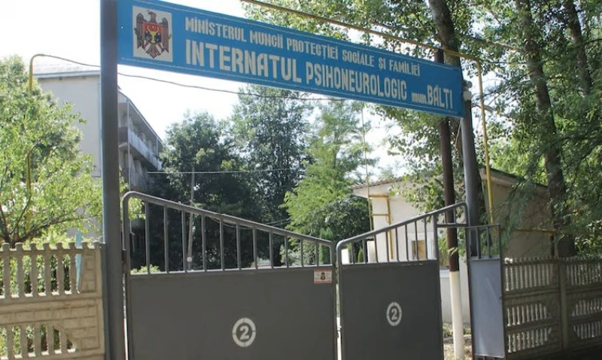 MINISTERUL MUNCII PROTECȚIEI SOCIALE ȘI FAMILIEI
INTERNATUL PSIHONEUROLOGIC BĂLȚI
2
2